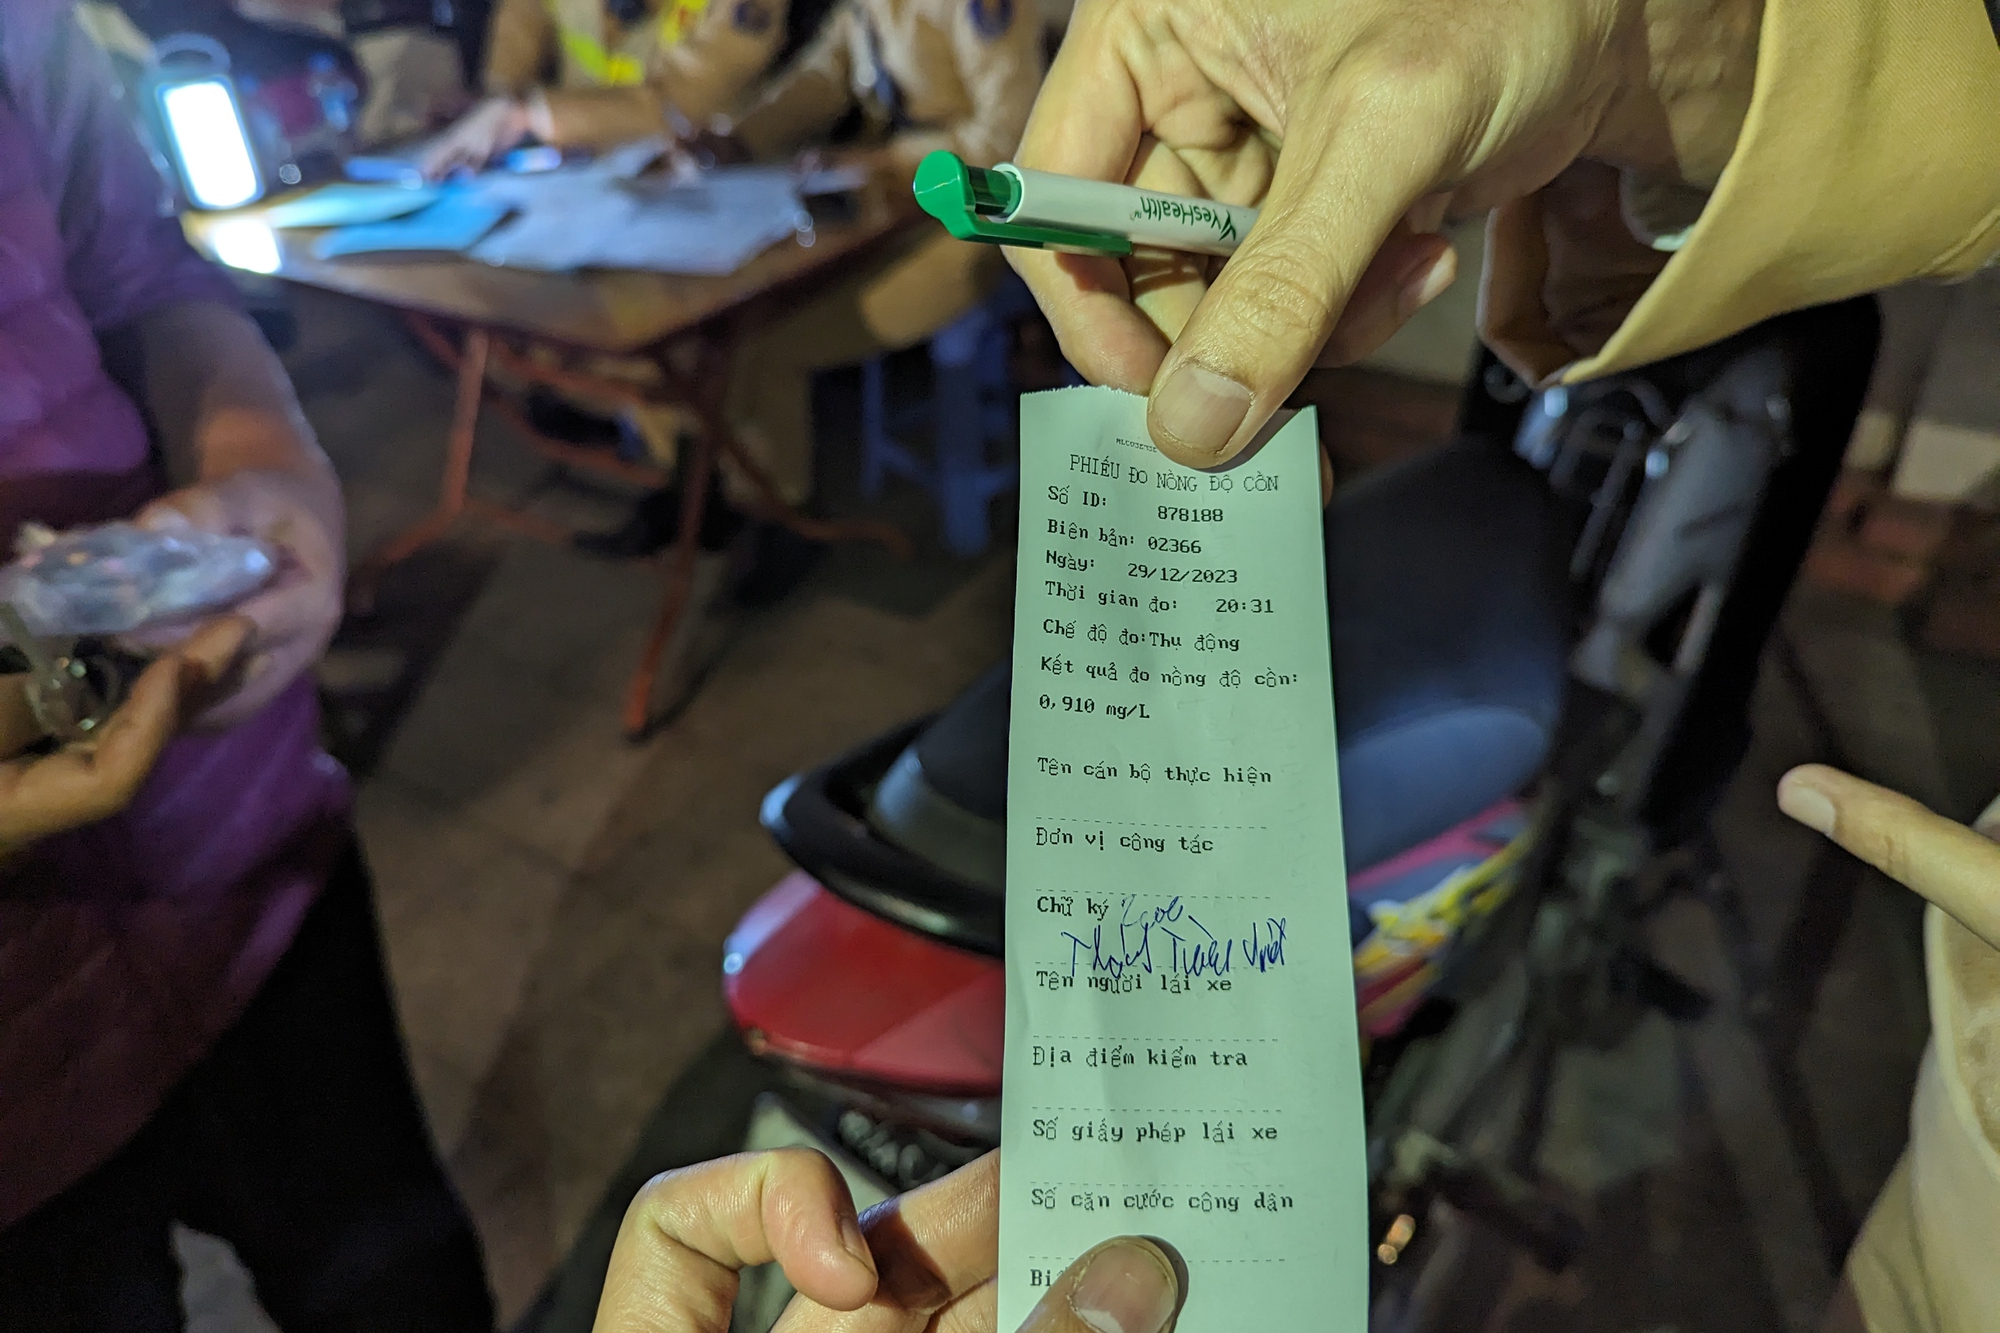 YesHealth™
PHIẾU ĐO NỒNG ĐỘ CỒN
Số ID: 878188
Biên bản: 02366
Ngày: 29/12/2023
Thời gian đo: 20:31
Chế độ đo:Thụ động
Kết quả đo nồng độ cồn:
0,910 mg/L
Tên cán bộ thực hiện
Đơn vị công tác
Chữ ký
Tên người lái xe
Địa điểm kiểm tra
Số giấy phép lái xe
Số căn cước công dân